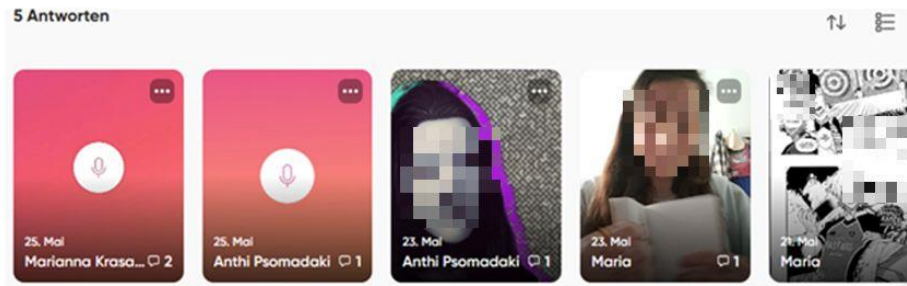 5 Antworten
25. Mai
Marianna Krasa... 2
25. Mai
Anthi Psomadaki 1
23. Mai
Anthi Psomadaki 1
23. Mai
Maria 1
21. Mai
Maria